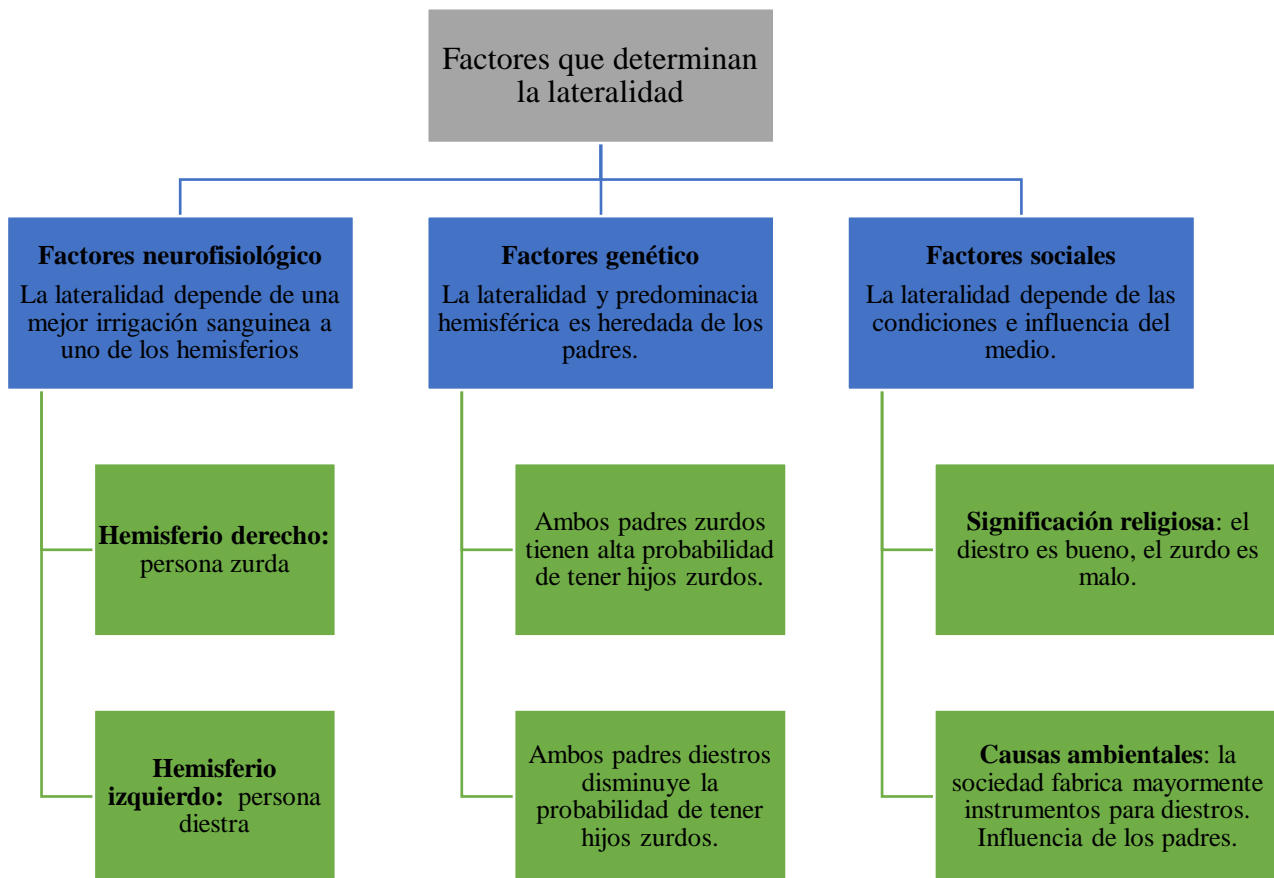 Factores que determinan
la lateralidad
Factores neurofisiológico
La lateralidad depende de una
mejor irrigación sanguinea a
uno de los hemisferios
Hemisferio derecho:
persona zurda
Hemisferio
izquierdo: persona
diestra
Factores genético
La lateralidad y predominacia
hemisférica es heredada de los
padres.
Ambos padres zurdos
tienen alta probabilidad
de tener hijos zurdos.
Ambos padres diestros
disminuye la
probabilidad de tener
hijos zurdos.
Factores sociales
La lateralidad depende de las
condiciones e influencia del
medio.
Significación religiosa: el
diestro es bueno, el zurdo es
malo.
Causas ambientales: la
sociedad fabrica mayormente
instrumentos para diestros.
Influencia de los padres.